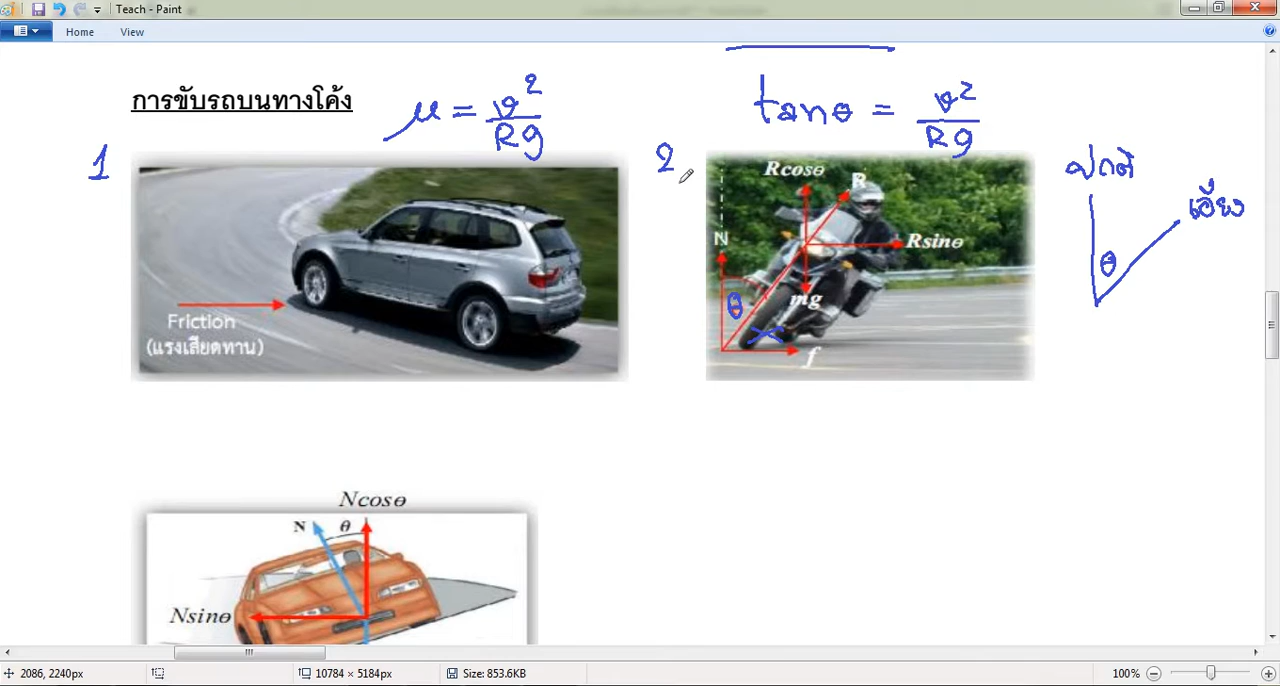 Teach - Paint
Home View
การขับรถบนทางโค้ง
μ = v²/Rg
tanθ = v²/Rg
1
2
ปกติ
เอียง
θ
Friction
(แรงเสียดทาน)
Rcosθ
R
N
Rsinθ
θ
mg
f
Ncosθ
N
θ
Nsinθ
2086, 2240px
10784 × 5184px
Size: 853.6KB
100%